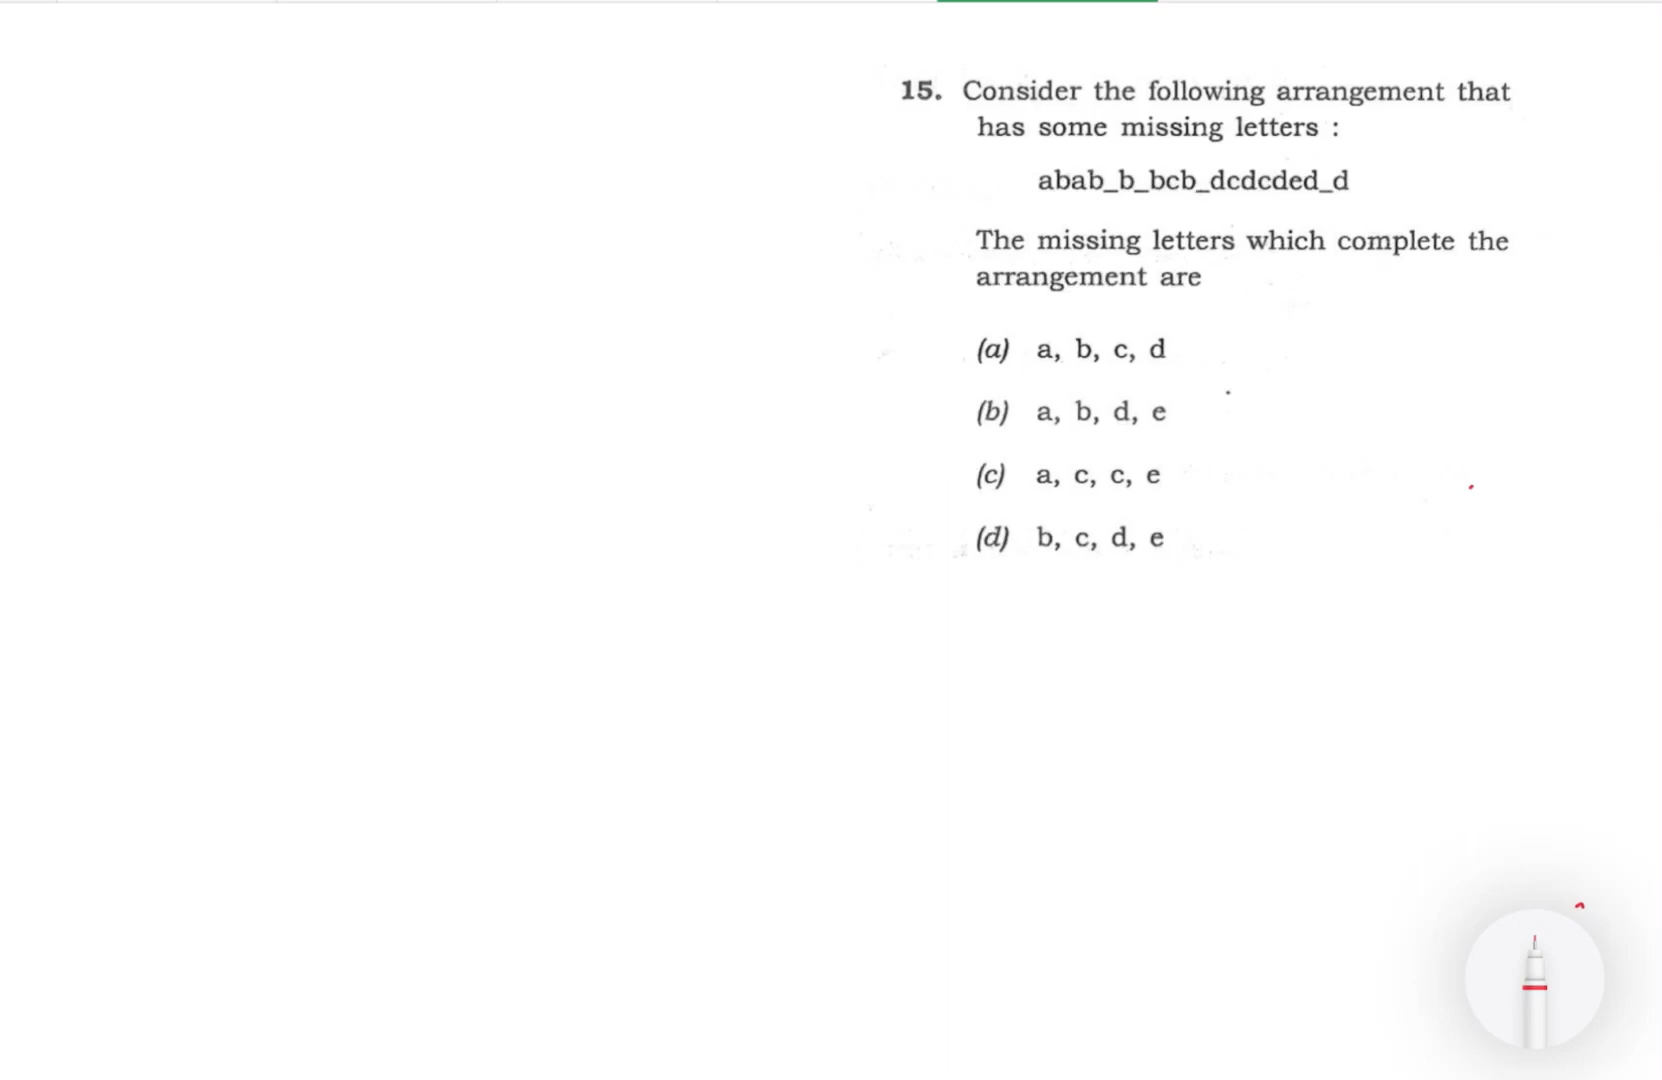 15. Consider the following arrangement that
has some missing letters :
abab_b_bcb_dcdcded_d
The missing letters which complete the
arrangement are
(a) a, b, c, d
(b) a, b, d, e
(c) a, c, c, e
(d) b, c, d, e